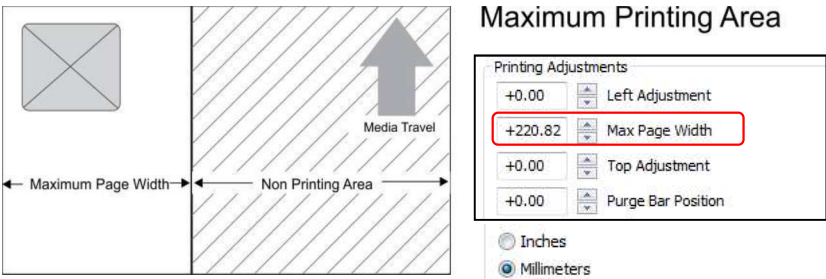 Maximum Printing Area
Media Travel
Maximum Page Width
Non Printing Area
Printing Adjustments
+0.00 Left Adjustment
+220.82 Max Page Width
+0.00 Top Adjustment
+0.00 Purge Bar Position
Inches
Millimeters